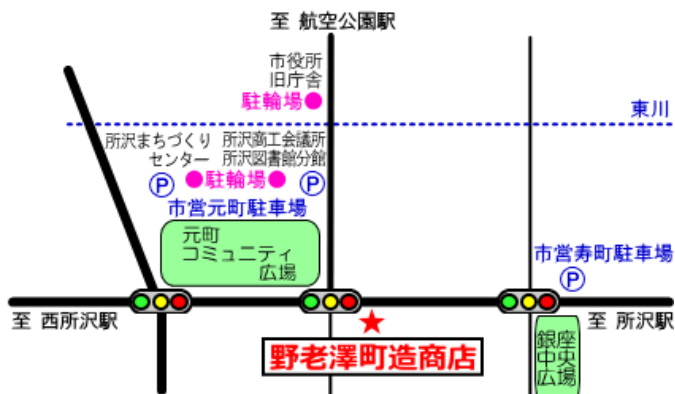 至 航空公園駅
市役所
旧庁舎
駐輪場
東川
所沢まちづくり
センター
所沢商工会議所
所沢図書館分館
P
駐輪場
P
市営元町駐車場
元町
コミュニティ
広場
市営寿町駐車場
P
至 西所沢駅
至 所沢駅
野老澤町造商店
銀座
中央
広場